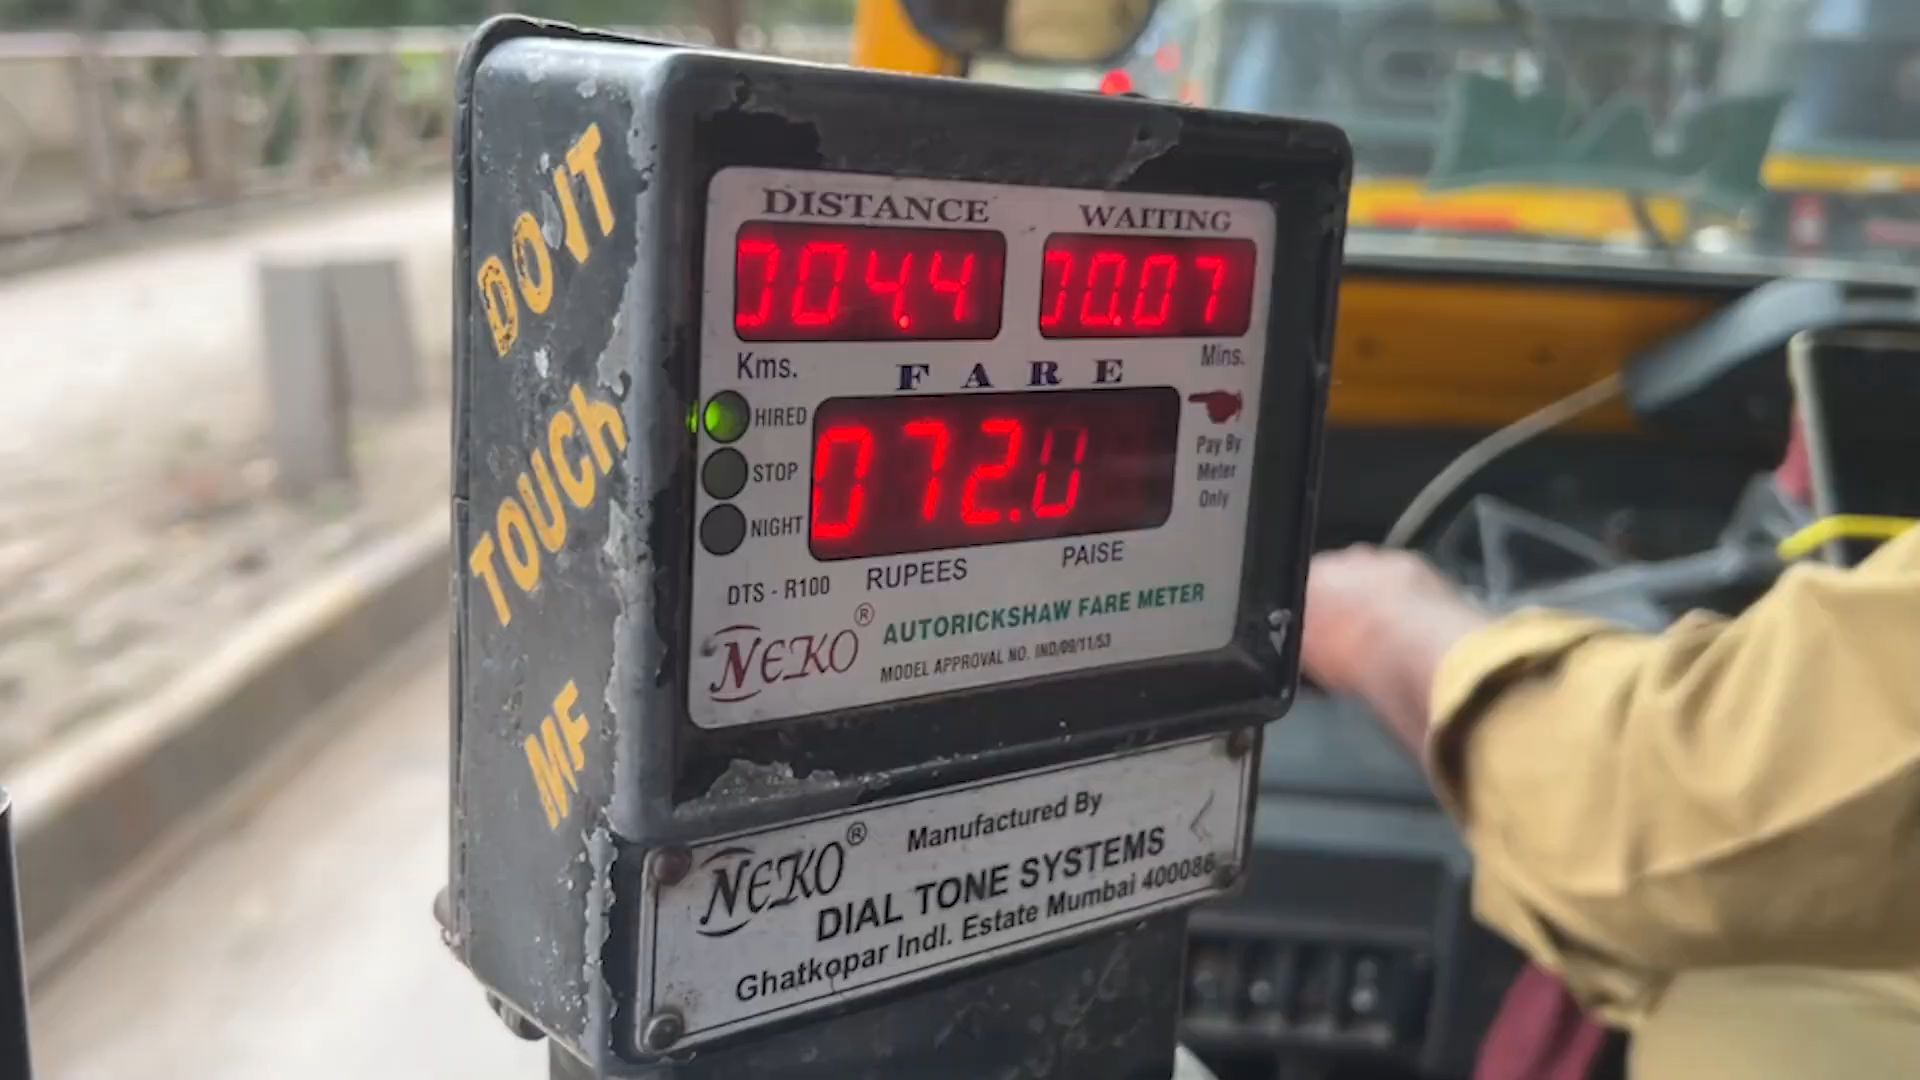 DO IT
TOUCh
MF
DISTANCE
WAITING
004.4
00.07
Kms.
Mins.
FARE
HIRED
STOP
NIGHT
072.0
Pay By
Meter
Only
RUPEES
PAISE
DTS - R100
NEKO®
AUTORICKSHAW FARE METER
MODEL APPROVAL NO. IND/09/11/53
NEKO®
Manufactured By
DIAL TONE SYSTEMS
Ghatkopar Indl. Estate Mumbai 400086